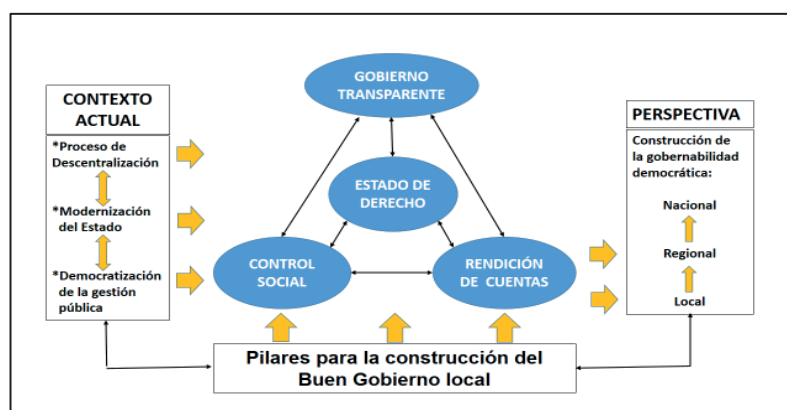 CONTEXTO
ACTUAL
*Proceso de
Descentralización
*Modernización
del Estado
*Democratización
de la gestión
pública
GOBIERNO
TRANSPARENTE
ESTADO DE
DERECHO
CONTROL
SOCIAL
RENDICIÓN
DE CUENTAS
PERSPECTIVA
Construcción de
la gobernabilidad
democrática:
Nacional
Regional
Local
Pilares para la construcción del
Buen Gobierno local